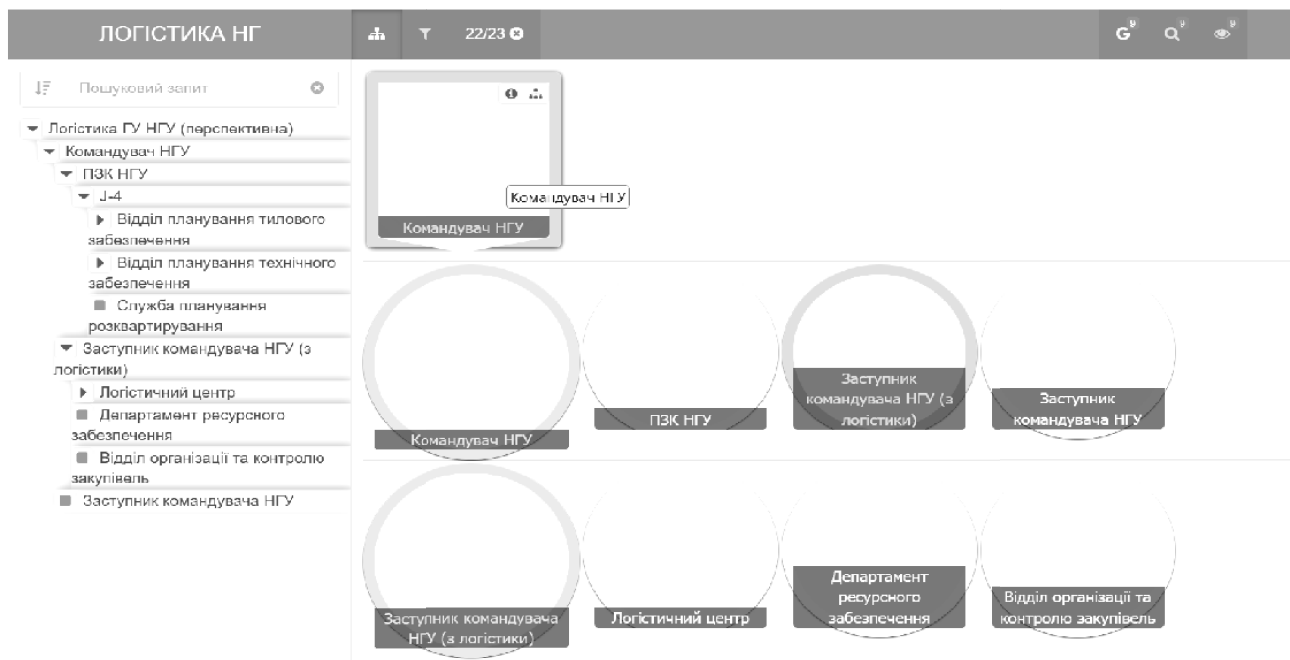 ЛОГІСТИКА НГ
22/23
G 9
9
9
Пошуковий запит
Логістика ГУ НГУ (перспективна)
Командувач НГУ
ПЗК НГУ
J-4
Відділ планування тилового
забезпечення
Відділ планування технічного
забезпечення
Служба планування
розквартирування
Заступник командувача НГУ (з
логістики)
Логістичний центр
Департамент ресурсного
забезпечення
Відділ організації та контролю
закупівель
Заступник командувача НГУ
Командувач НГУ
Командувач НГУ
Командувач НГУ
ПЗК НГУ
Заступник
командувача НГУ (з
логістики)
Заступник
командувача НГУ
Заступник командувача
НГУ (з логістики)
Логістичний центр
Департамент
ресурсного
забезпечення
Відділ організації та
контролю закупівель